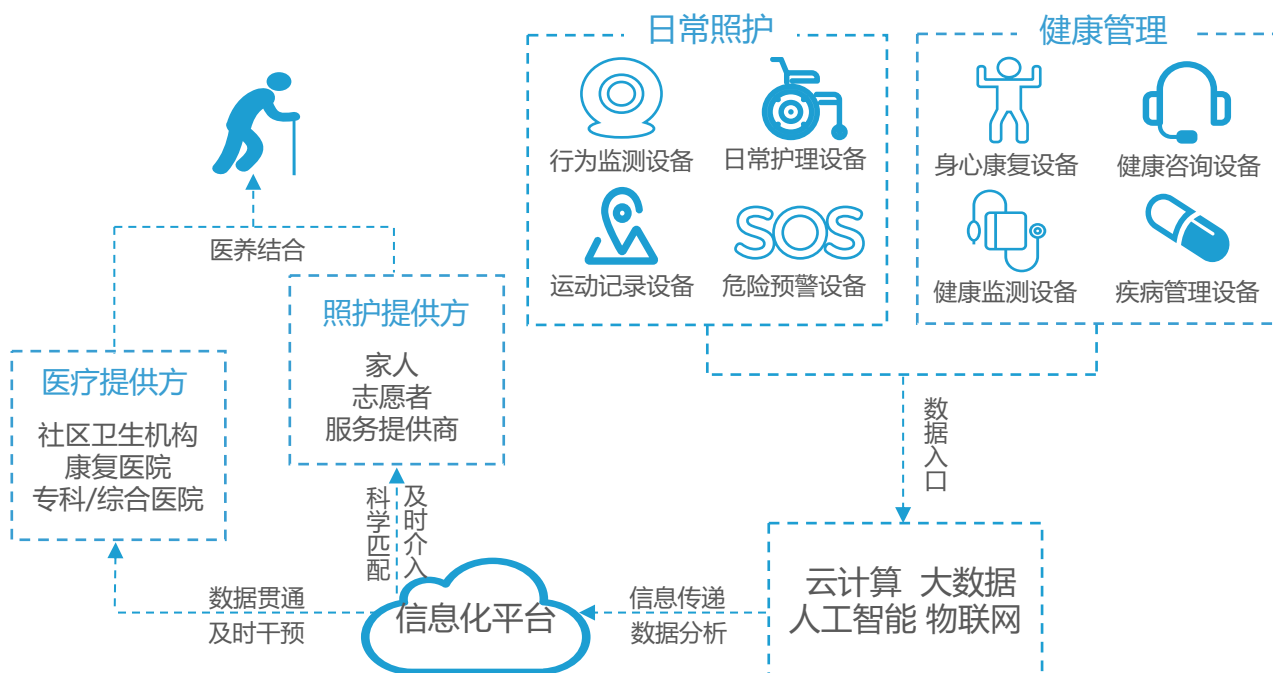 日常照护
健康管理
行为监测设备
日常护理设备
身心康复设备
健康咨询设备
SOS
运动记录设备
危险预警设备
健康监测设备
疾病管理设备
医养结合
照护提供方
家人
志愿者
服务提供商
医疗提供方
社区卫生机构
康复医院
专科/综合医院
数据入口
科学匹配
及时介入
云计算 大数据
人工智能 物联网
信息传递
数据分析
信息化平台
数据贯通
及时干预